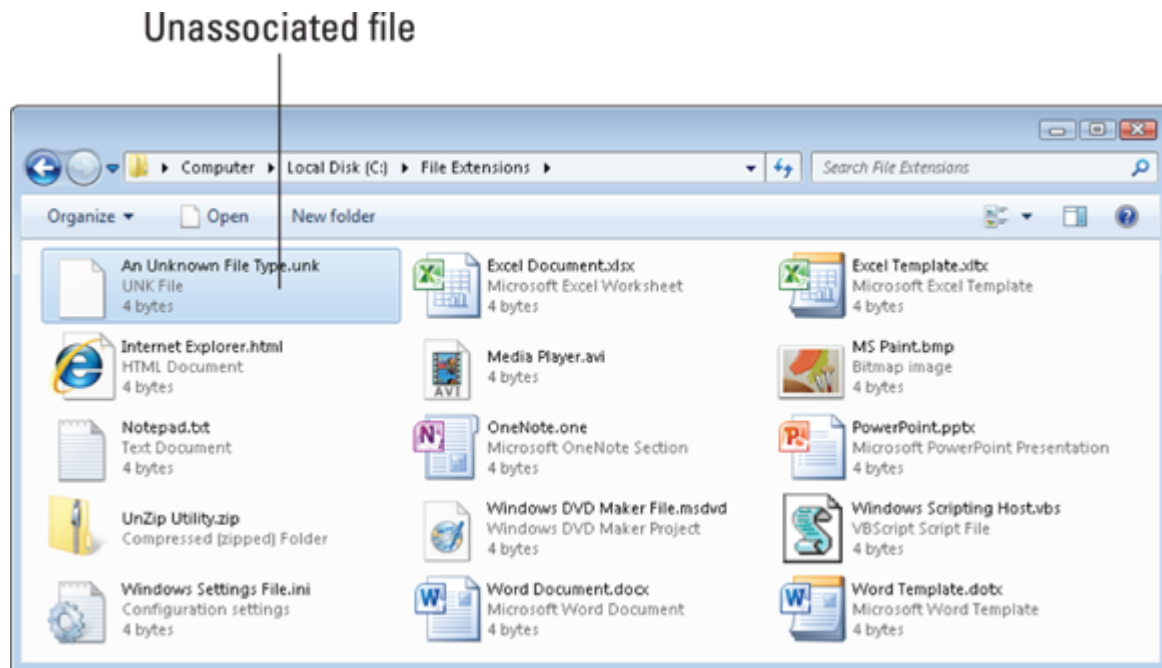 Unassociated file
Computer Local Disk (C:) File Extensions Search File Extensions
Organize Open New folder
An Unknown File Type.unk
UNK File
4 bytes
Excel Document.xlsx
Microsoft Excel Worksheet
4 bytes
Excel Template.xltx
Microsoft Excel Template
4 bytes
Internet Explorer.html
HTML Document
4 bytes
AVI
Media Player.avi
4 bytes
MS Paint.bmp
Bitmap image
4 bytes
Notepad.txt
Text Document
4 bytes
OneNote.one
Microsoft OneNote Section
4 bytes
PowerPoint.pptx
Microsoft PowerPoint Presentation
4 bytes
UnZip Utility.zip
Compressed (zipped) Folder
Windows DVD Maker File.msdvd
Windows DVD Maker Project
4 bytes
Windows Scripting Host.vbs
VBScript Script File
4 bytes
Windows Settings File.ini
Configuration settings
4 bytes
Word Document.docx
Microsoft Word Document
4 bytes
Word Template.dotx
Microsoft Word Template
4 bytes